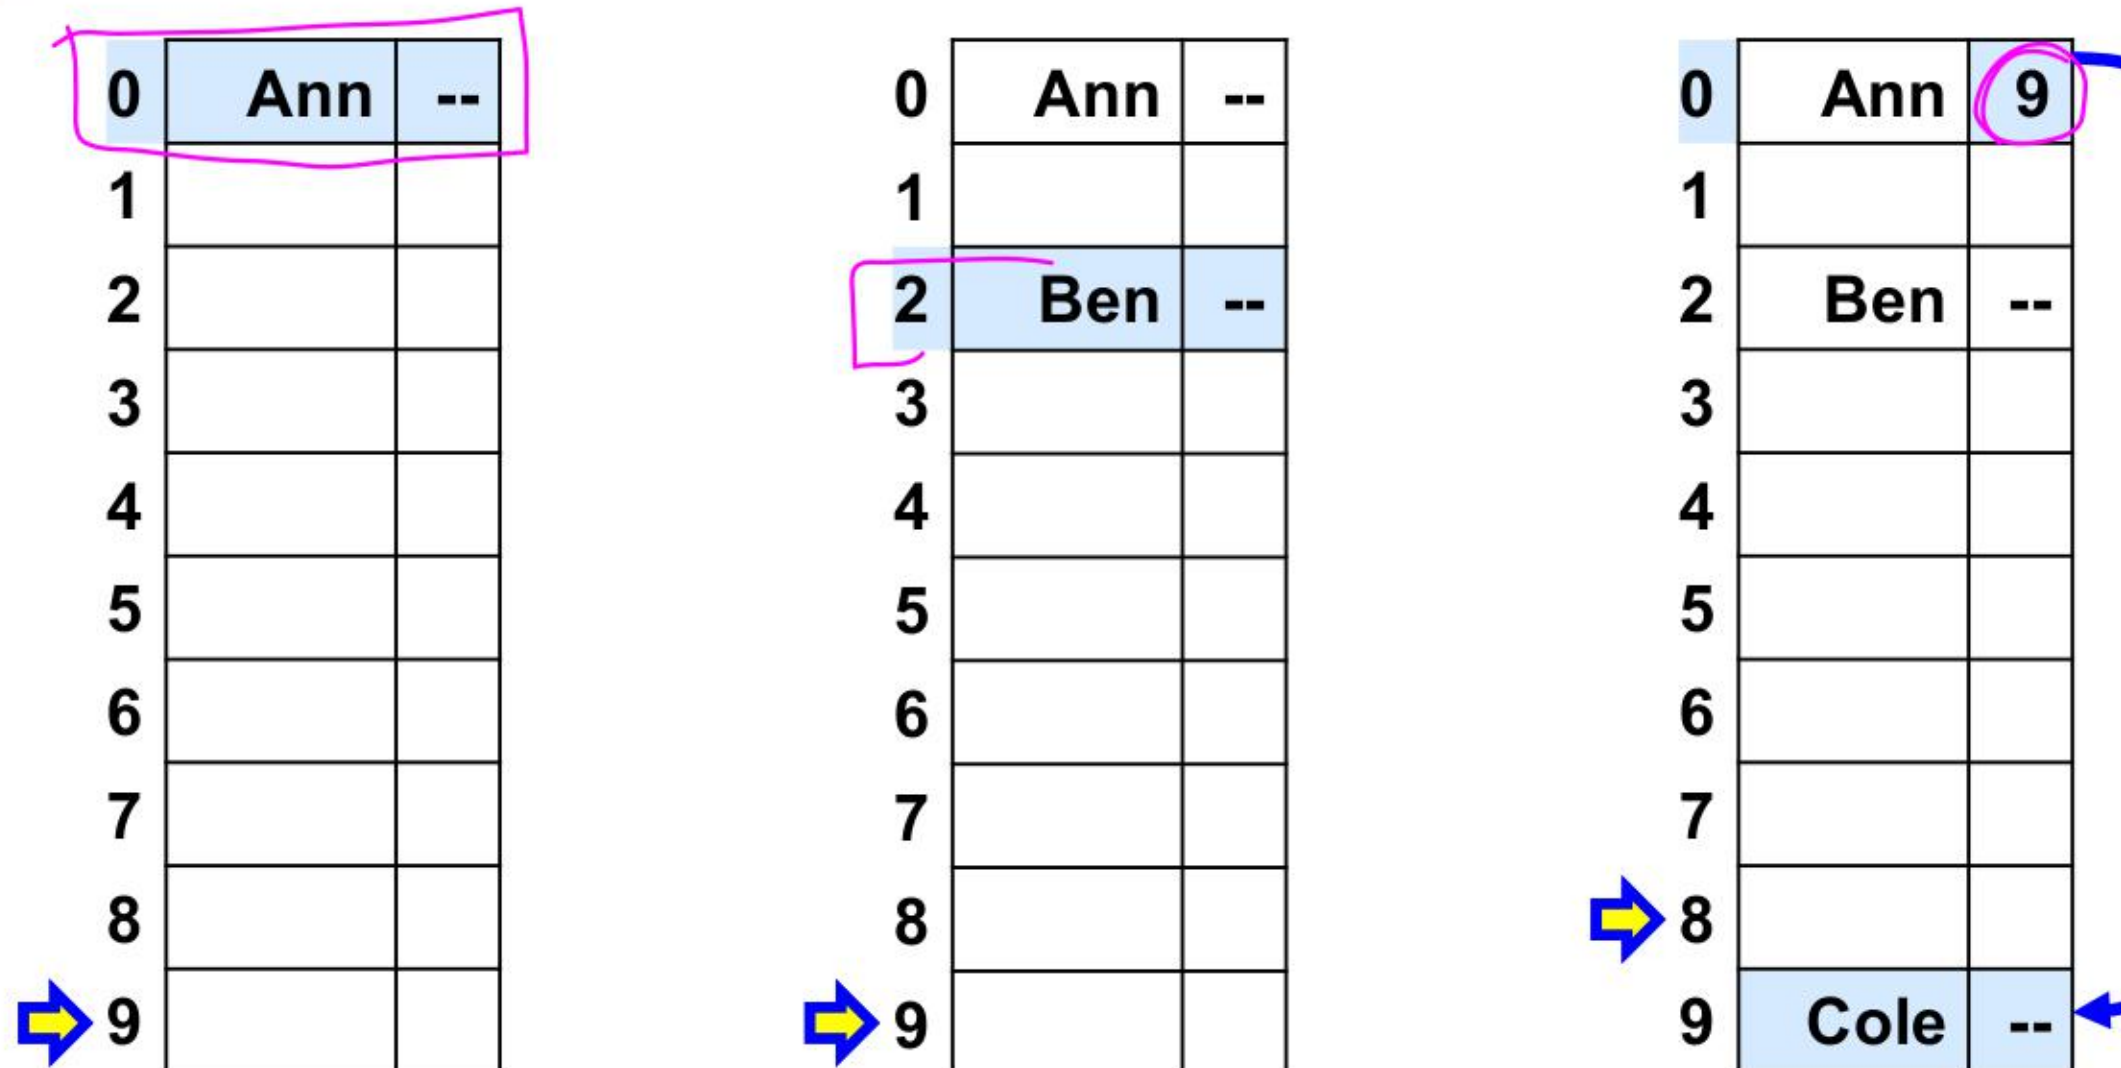 0 Ann -- 0 Ann -- 0 Ann 9
1 1 1
2 2 Ben -- 2 Ben --
3 3 3
4 4 4
5 5 5
6 6 6
7 7 7
8 8 8
9 9 9 Cole --